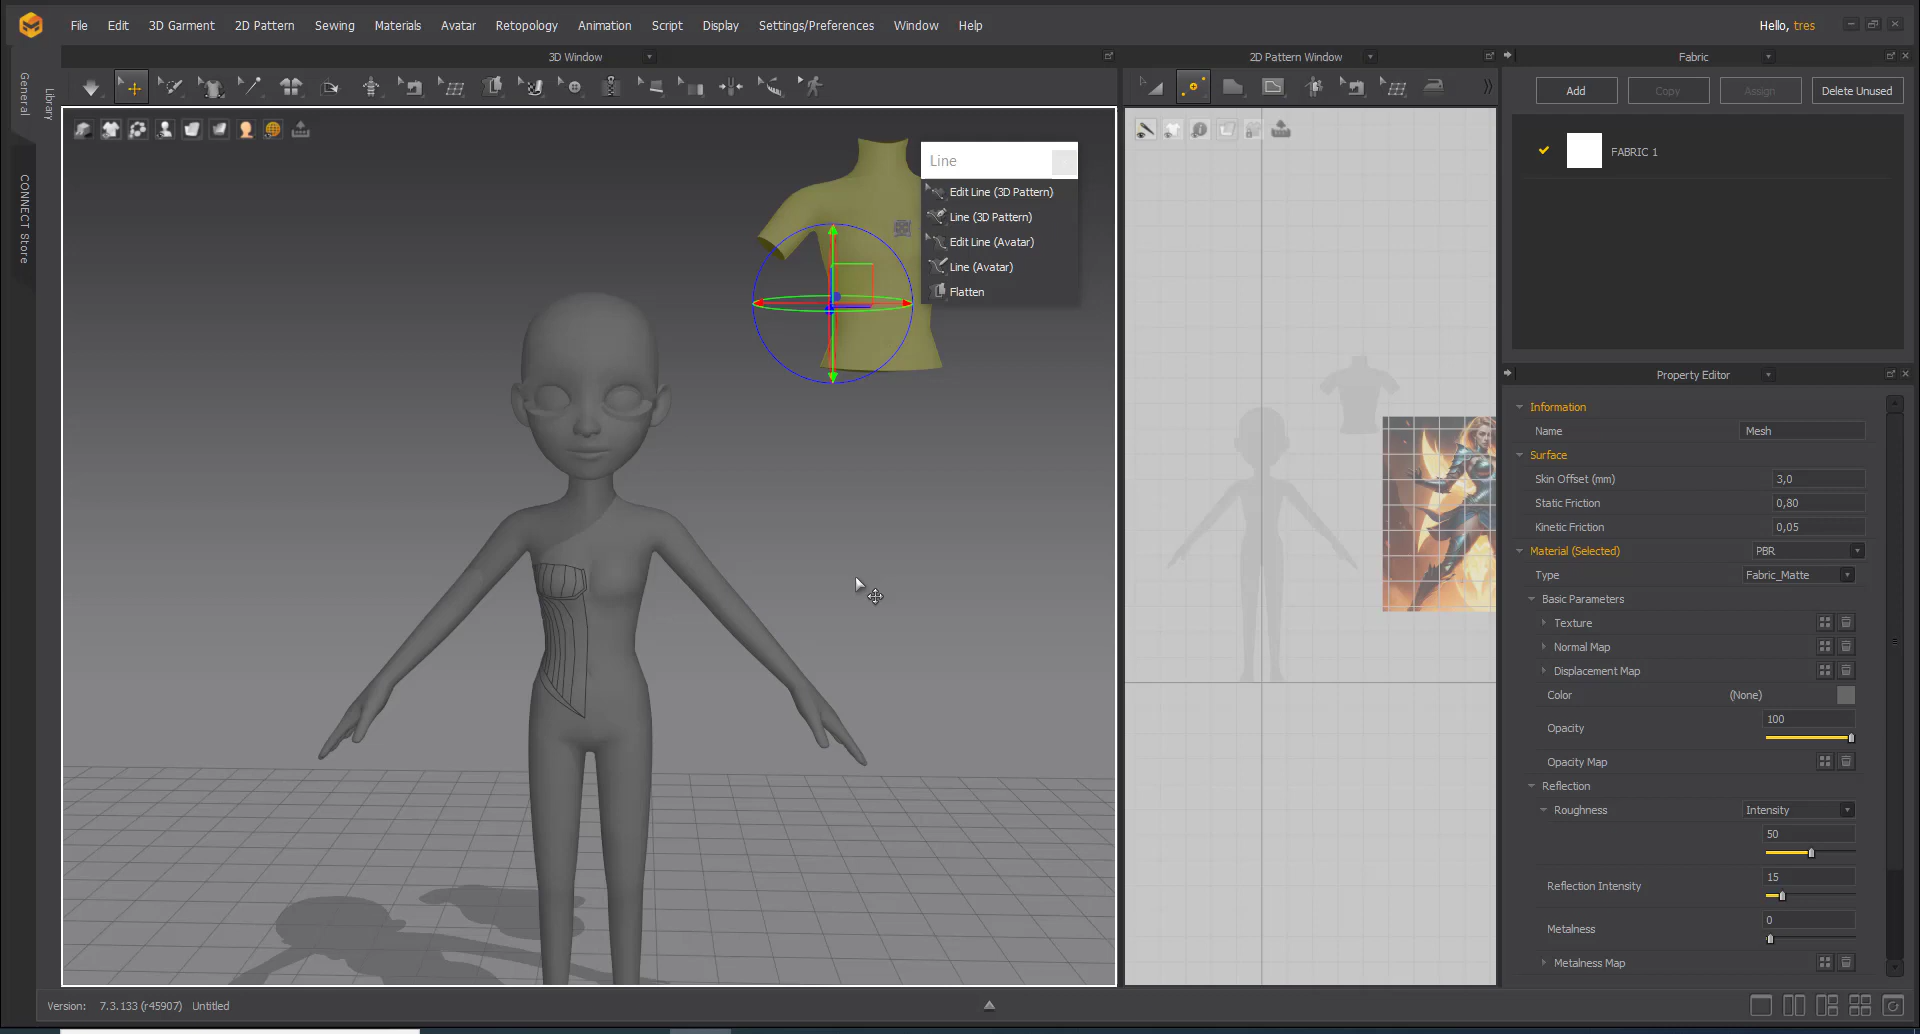 File Edit 3D Garment 2D Pattern Sewing Materials Avatar Retopology Animation Script Display Settings/Preferences Window Help
Hello, tres
3D Window
2D Pattern Window
Fabric
General
Library
CONNECT Store
Add Copy Assign Delete Unused
FABRIC 1
Line
Edit Line (3D Pattern)
Line (3D Pattern)
Edit Line (Avatar)
Line (Avatar)
Flatten
Property Editor
Information
Name Mesh
Surface
Skin Offset (mm) 3,0
Static Friction 0,80
Kinetic Friction 0,05
Material (Selected) PBR
Type Fabric_Matte
Basic Parameters
Texture
Normal Map
Displacement Map
Color (None)
Opacity 100
Opacity Map
Reflection
Roughness Intensity
50
Reflection Intensity 15
Metalness 0
Metalness Map
Version: 7.3.133 (r45907) Untitled